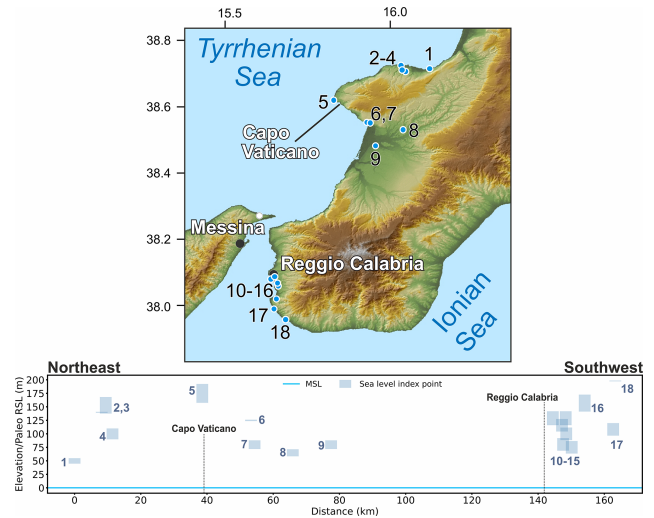 15.5 16.0
38.8
38.6
38.4
38.2
38.0
Tyrrhenian
Sea
2-4
1
5
6,7
8
9
Capo
Vaticano
Messina
Reggio Calabria
10-16
17
18
Ionian
Sea
Northeast Southwest
Elevation/Paleo RSL (m)
200
175
150
125
100
75
50
25
0
MSL Sea level index point
1
2,3
4
5
Capo Vaticano
6
7
8
9
Reggio Calabria
10-15
16
17
18
0 20 40 60 80 100 120 140 160
Distance (km)